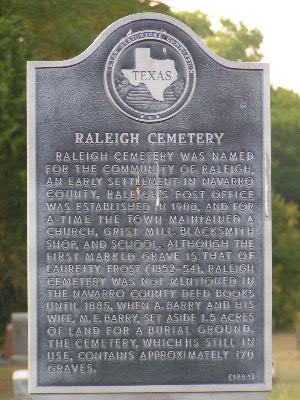 TEXAS HISTORICAL COMMISSION
TEXAS
RALEIGH CEMETERY
RALEIGH CEMETERY WAS NAMED
FOR THE COMMUNITY OF RALEIGH,
AN EARLY SETTLEMENT IN NAVARRO
COUNTY. RALEIGH'S POST OFFICE
WAS ESTABLISHED IN 1908, AND FOR
A TIME THE TOWN MAINTAINED A
CHURCH, GRIST MILL, BLACKSMITH
SHOP, AND SCHOOL. ALTHOUGH THE
FIRST MARKED GRAVE IS THAT OF
LAURETTY FROST (1852-54), RALEIGH
CEMETERY WAS NOT MENTIONED IN
THE NAVARRO COUNTY DEED BOOKS
UNTIL 1885, WHEN A. BARRY AND HIS
WIFE, M. E. BARRY, SET ASIDE 1.5 ACRES
OF LAND FOR A BURIAL GROUND.
THE CEMETERY, WHICH IS STILL IN
USE, CONTAINS APPROXIMATELY 170
GRAVES.
(1984)